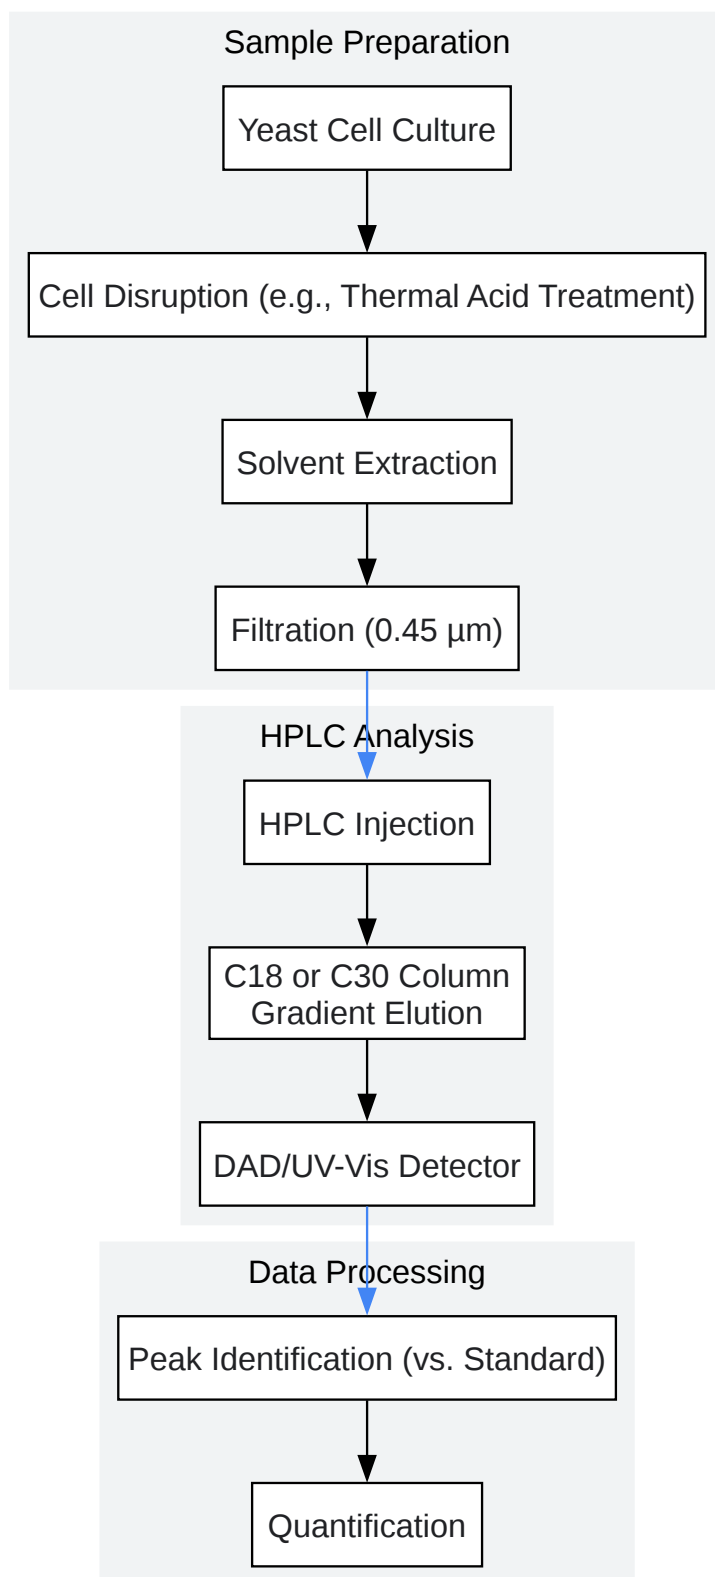 Sample Preparation
Yeast Cell Culture
Cell Disruption (e.g., Thermal Acid Treatment)
Solvent Extraction
Filtration (0.45 µm)
HPLC Analysis
HPLC Injection
C18 or C30 Column
Gradient Elution
DAD/UV-Vis Detector
Data Processing
Peak Identification (vs. Standard)
Quantification